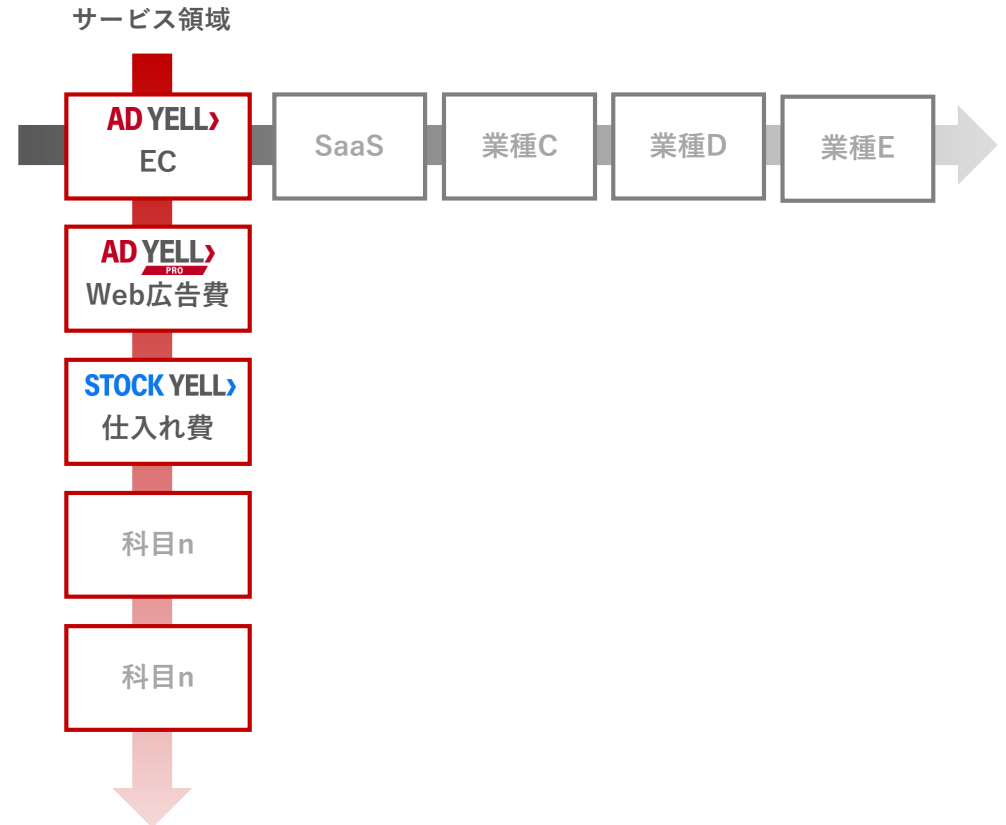 サービス領域
AD YELL
EC
SaaS
業種C
業種D
業種E
AD YELL
PRO
Web広告費
STOCK YELL
仕入れ費
科目n
科目n